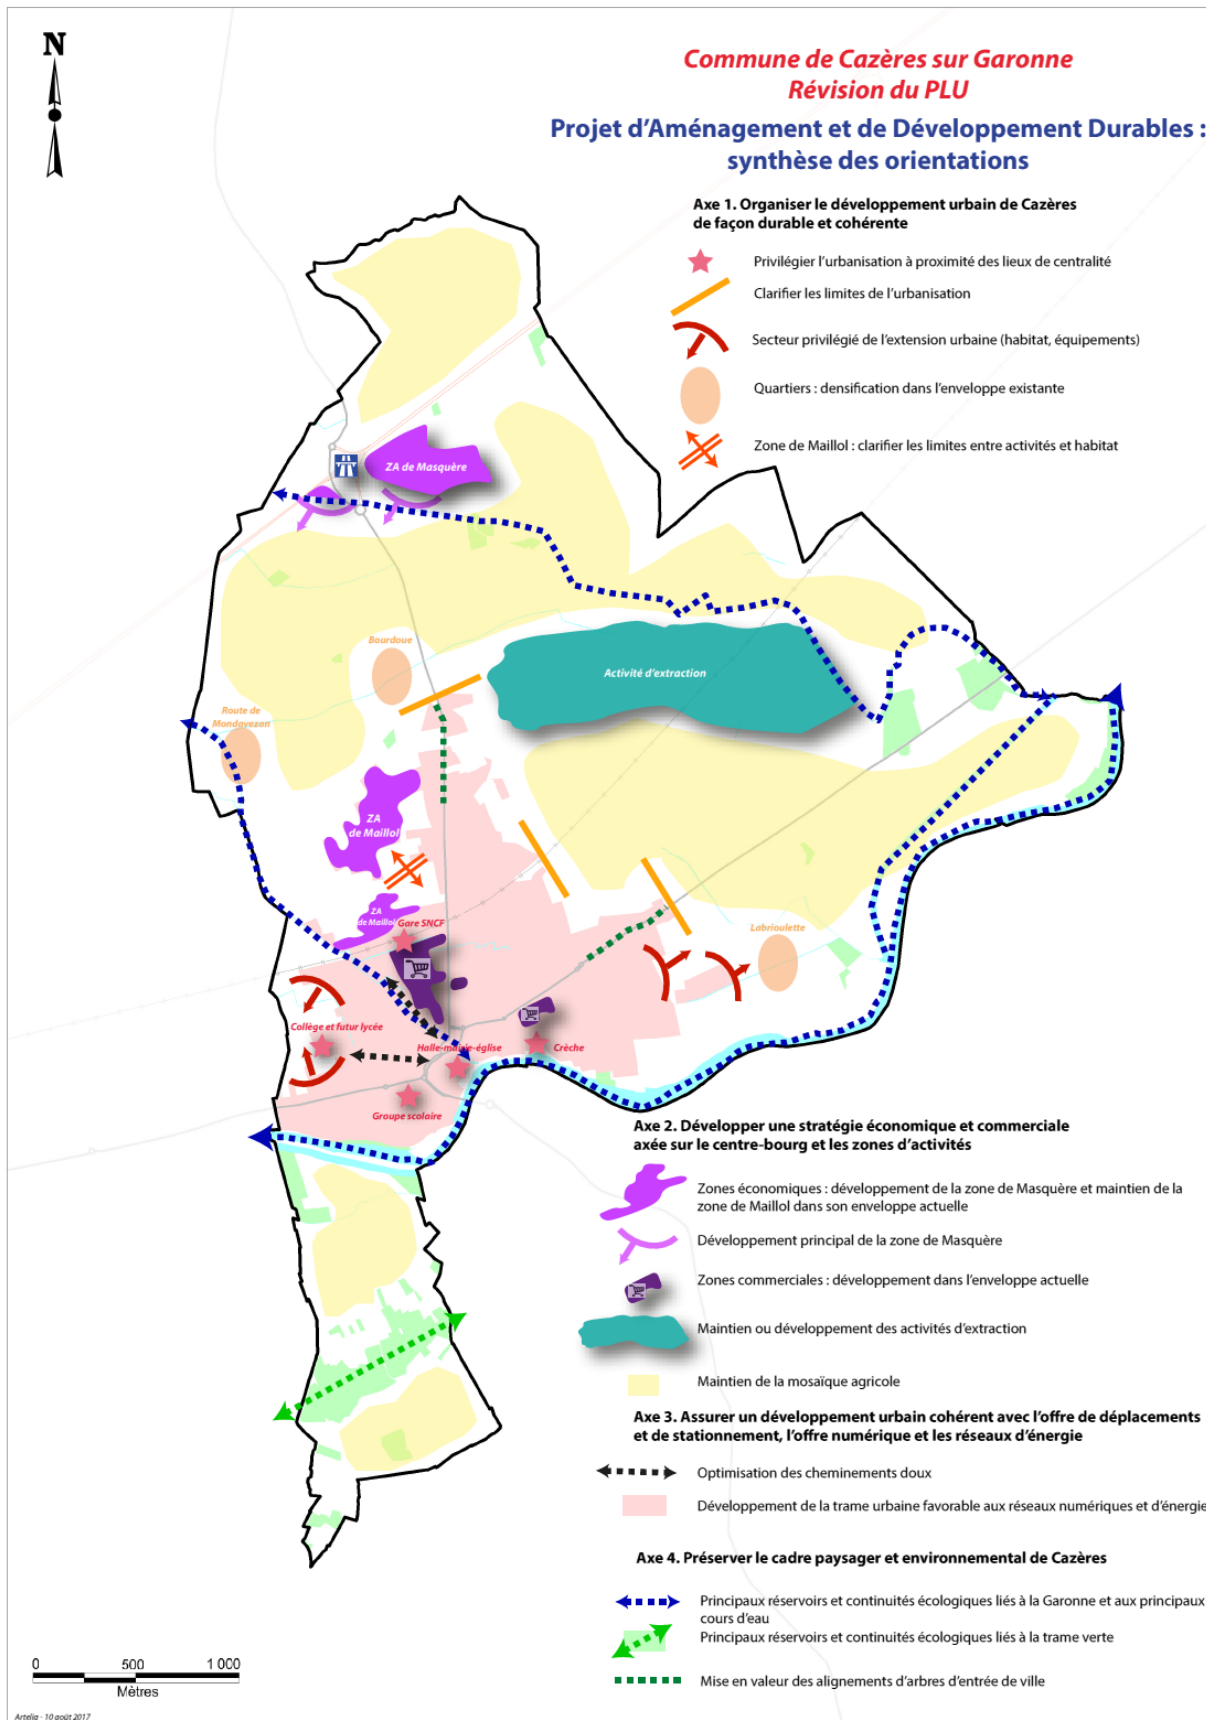 N
Commune de Cazères sur Garonne
Révision du PLU
Projet d'Aménagement et de Développement Durables :
synthèse des orientations
Axe 1. Organiser le développement urbain de Cazères
de façon durable et cohérente
Privilégier l'urbanisation à proximité des lieux de centralité
Clarifier les limites de l'urbanisation
Secteur privilégié de l'extension urbaine (habitat, équipements)
Quartiers : densification dans l'enveloppe existante
Zone de Maillol : clarifier les limites entre activités et habitat
ZA de Masquère
Bourdoue
Activité d'extraction
Route de
Mondavezan
ZA
de Maillol
ZA
de Maillol
Gare SNCF
Labrioulette
Collège et futur lycée
Halle-mairie-église
Crèche
Groupe scolaire
Axe 2. Développer une stratégie économique et commerciale
axée sur le centre-bourg et les zones d'activités
Zones économiques : développement de la zone de Masquère et maintien de la
zone de Maillol dans son enveloppe actuelle
Développement principal de la zone de Masquère
Zones commerciales : développement dans l'enveloppe actuelle
Maintien ou développement des activités d'extraction
Maintien de la mosaïque agricole
Axe 3. Assurer un développement urbain cohérent avec l'offre de déplacements
et de stationnement, l'offre numérique et les réseaux d'énergie
Optimisation des cheminements doux
Développement de la trame urbaine favorable aux réseaux numériques et d'énergie
Axe 4. Préserver le cadre paysager et environnemental de Cazères
Principaux réservoirs et continuités écologiques liés à la Garonne et aux principaux
cours d'eau
Principaux réservoirs et continuités écologiques liés à la trame verte
Mise en valeur des alignements d'arbres d'entrée de ville
0 500 1 000
Mètres
Artelia - 10 août 2017